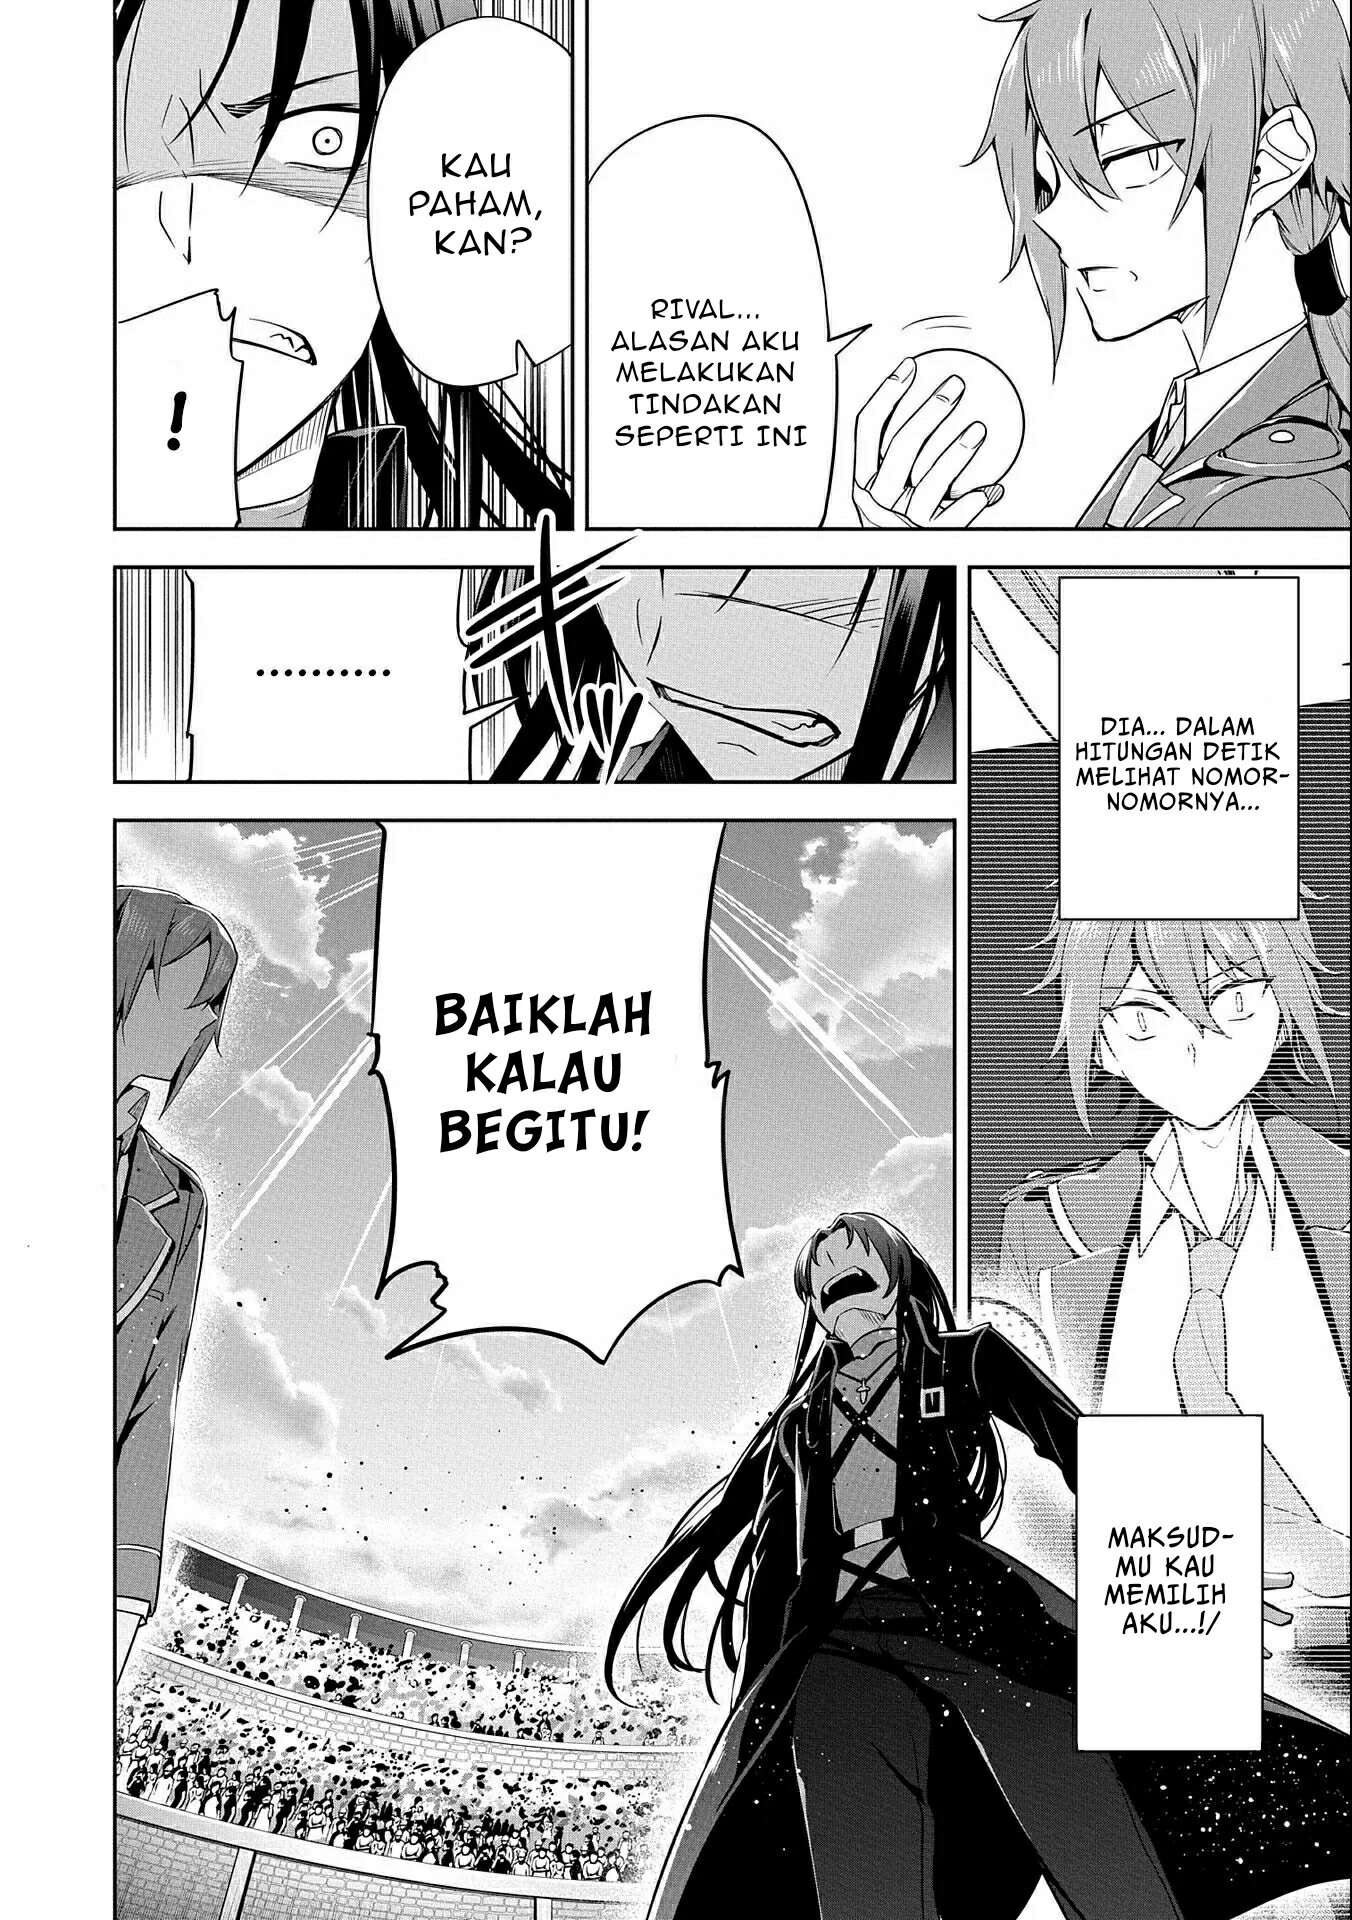 RIVAL...
ALASAN AKU
MELAKUKAN
TINDAKAN
SEPERTI INI
KAU
PAHAM,
KAN?
!
DIA... DALAM
HITUNGAN DETIK
MELIHAT NOMOR-
NOMORNYA...
MAKSUD-
MU KAU
MEMILIH
AKU...!/
..........
BAIKLAH
KALAU
BEGITU!